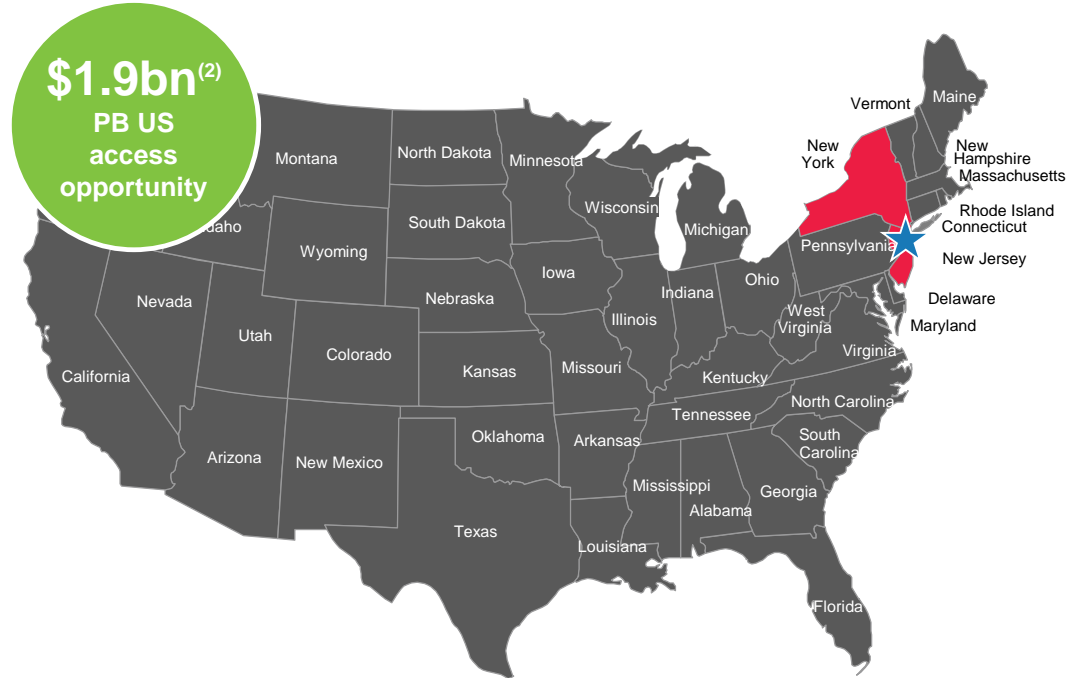 $1.9bn(2)
PB US
access
opportunity
Vermont
Maine
New
York
New
Hampshire
Massachusetts
Rhode Island
Connecticut
New Jersey
Delaware
Maryland
Montana
North Dakota
Minnesota
Wisconsin
Michigan
daho
Wyoming
South Dakota
Iowa
Pennsylvania
Ohio
Indiana
Illinois
West
Virginia
Virginia
Nevada
Utah
Colorado
Nebraska
Kansas
Missouri
Kentucky
California
Tennessee
North Carolina
South
Carolina
Arizona
New Mexico
Oklahoma
Arkansas
Mississippi
Alabama
Georgia
Texas
Louisiana
Florida